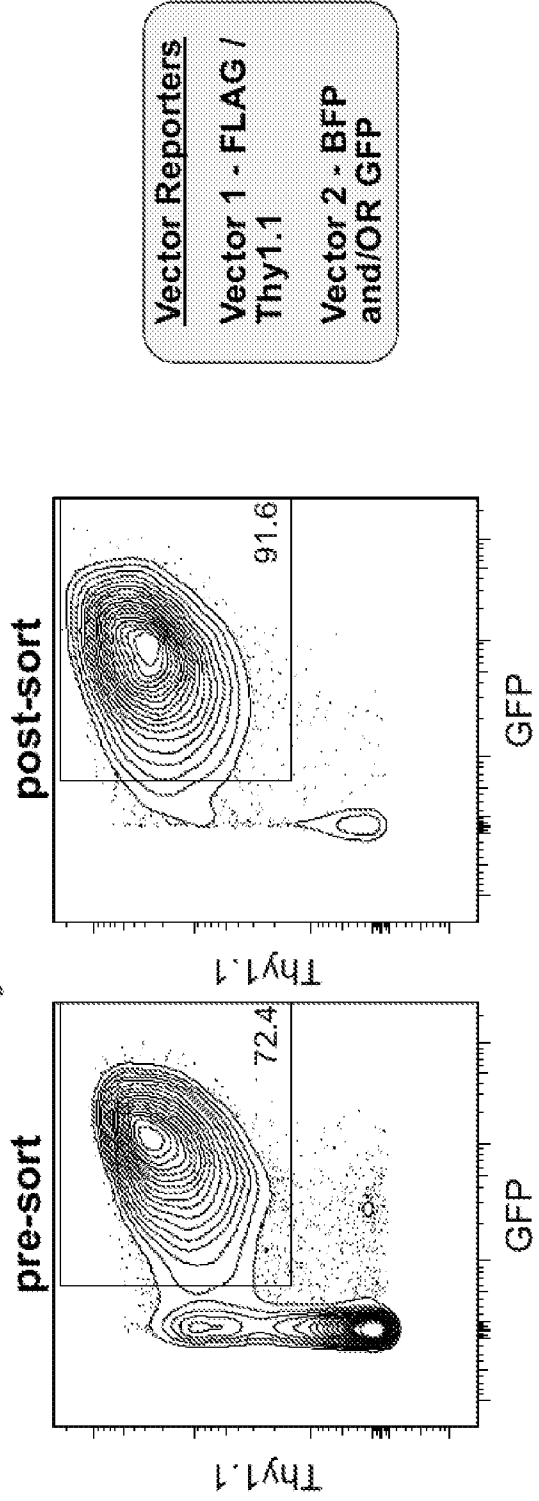 pre-sort
Thy1.1
72.4
GFP
post-sort
Thy1.1
91.6
GFP
Vector Reporters
Vector 1 - FLAG /
Thy1.1
Vector 2 - BFP
and/OR GFP